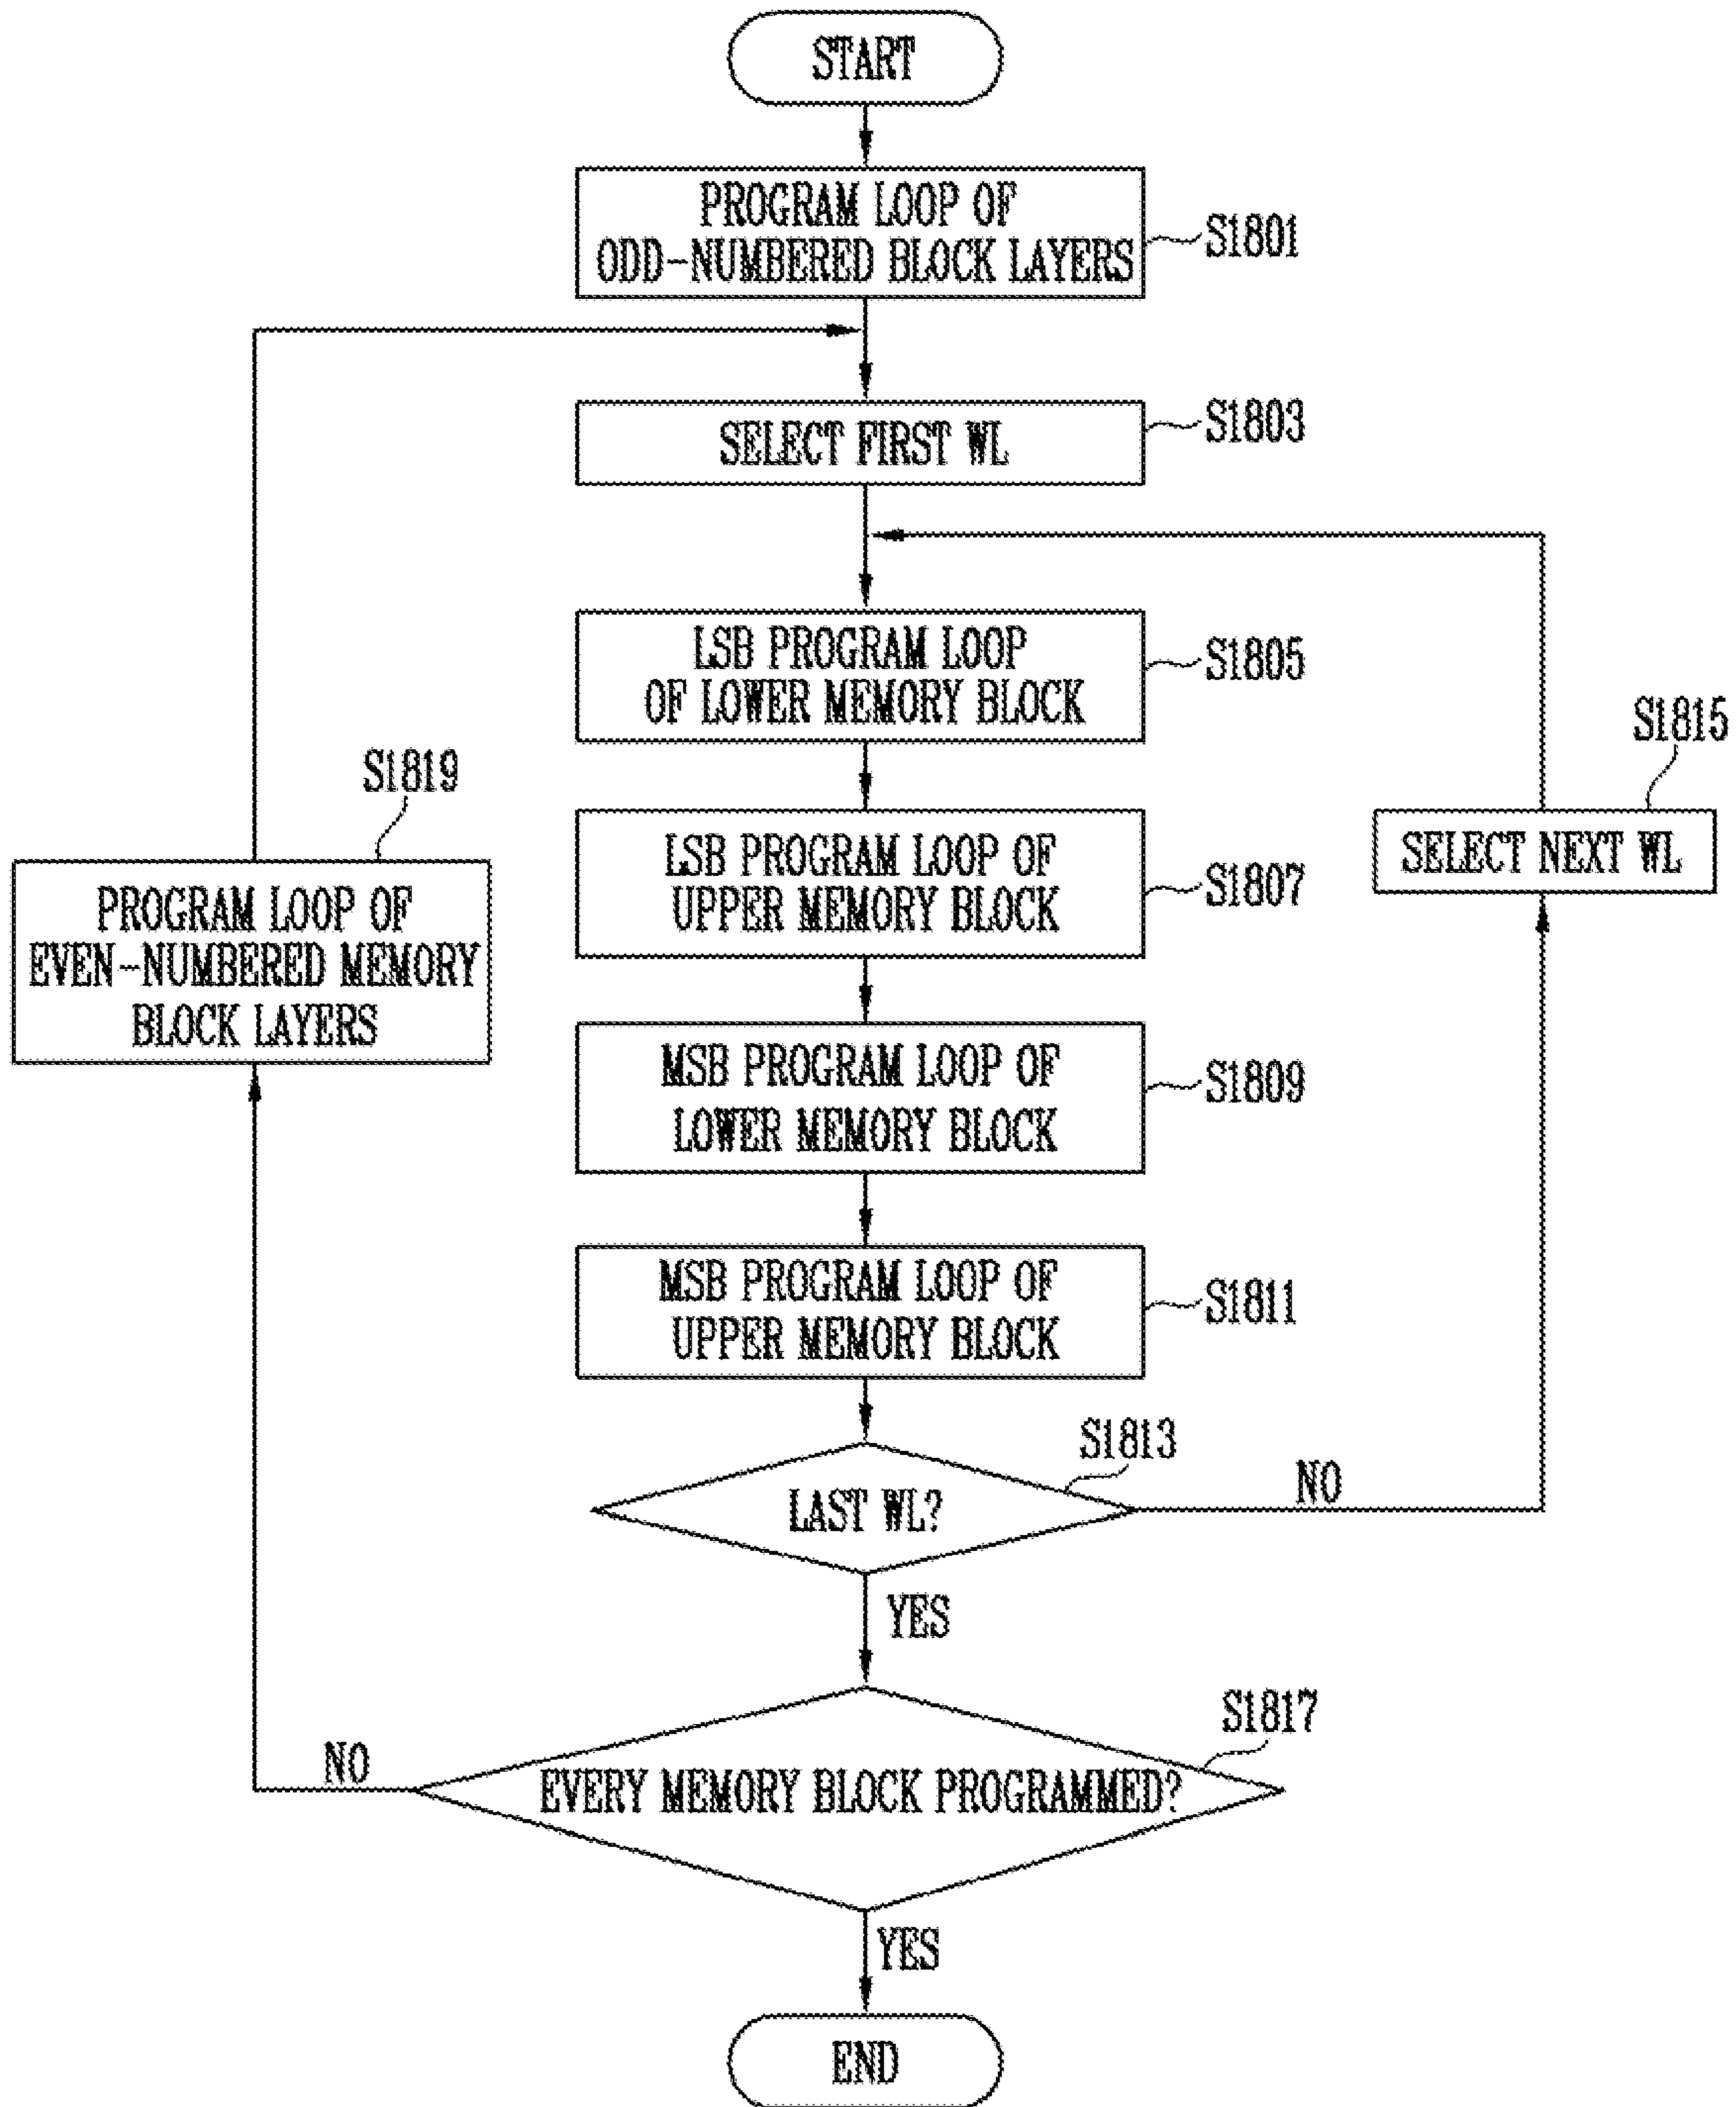 START
PROGRAM LOOP OF
ODD-NUMBERED BLOCK LAYERS
S1801
SELECT FIRST WL
S1803
LSB PROGRAM LOOP
OF LOWER MEMORY BLOCK
S1805
S1815
SELECT NEXT WL
S1819
PROGRAM LOOP OF
EVEN-NUMBERED MEMORY
BLOCK LAYERS
LSB PROGRAM LOOP OF
UPPER MEMORY BLOCK
S1807
MSB PROGRAM LOOP OF
LOWER MEMORY BLOCK
S1809
MSB PROGRAM LOOP OF
UPPER MEMORY BLOCK
S1811
S1813
LAST WL?
NO
YES
S1817
EVERY MEMORY BLOCK PROGRAMMED?
NO
YES
END